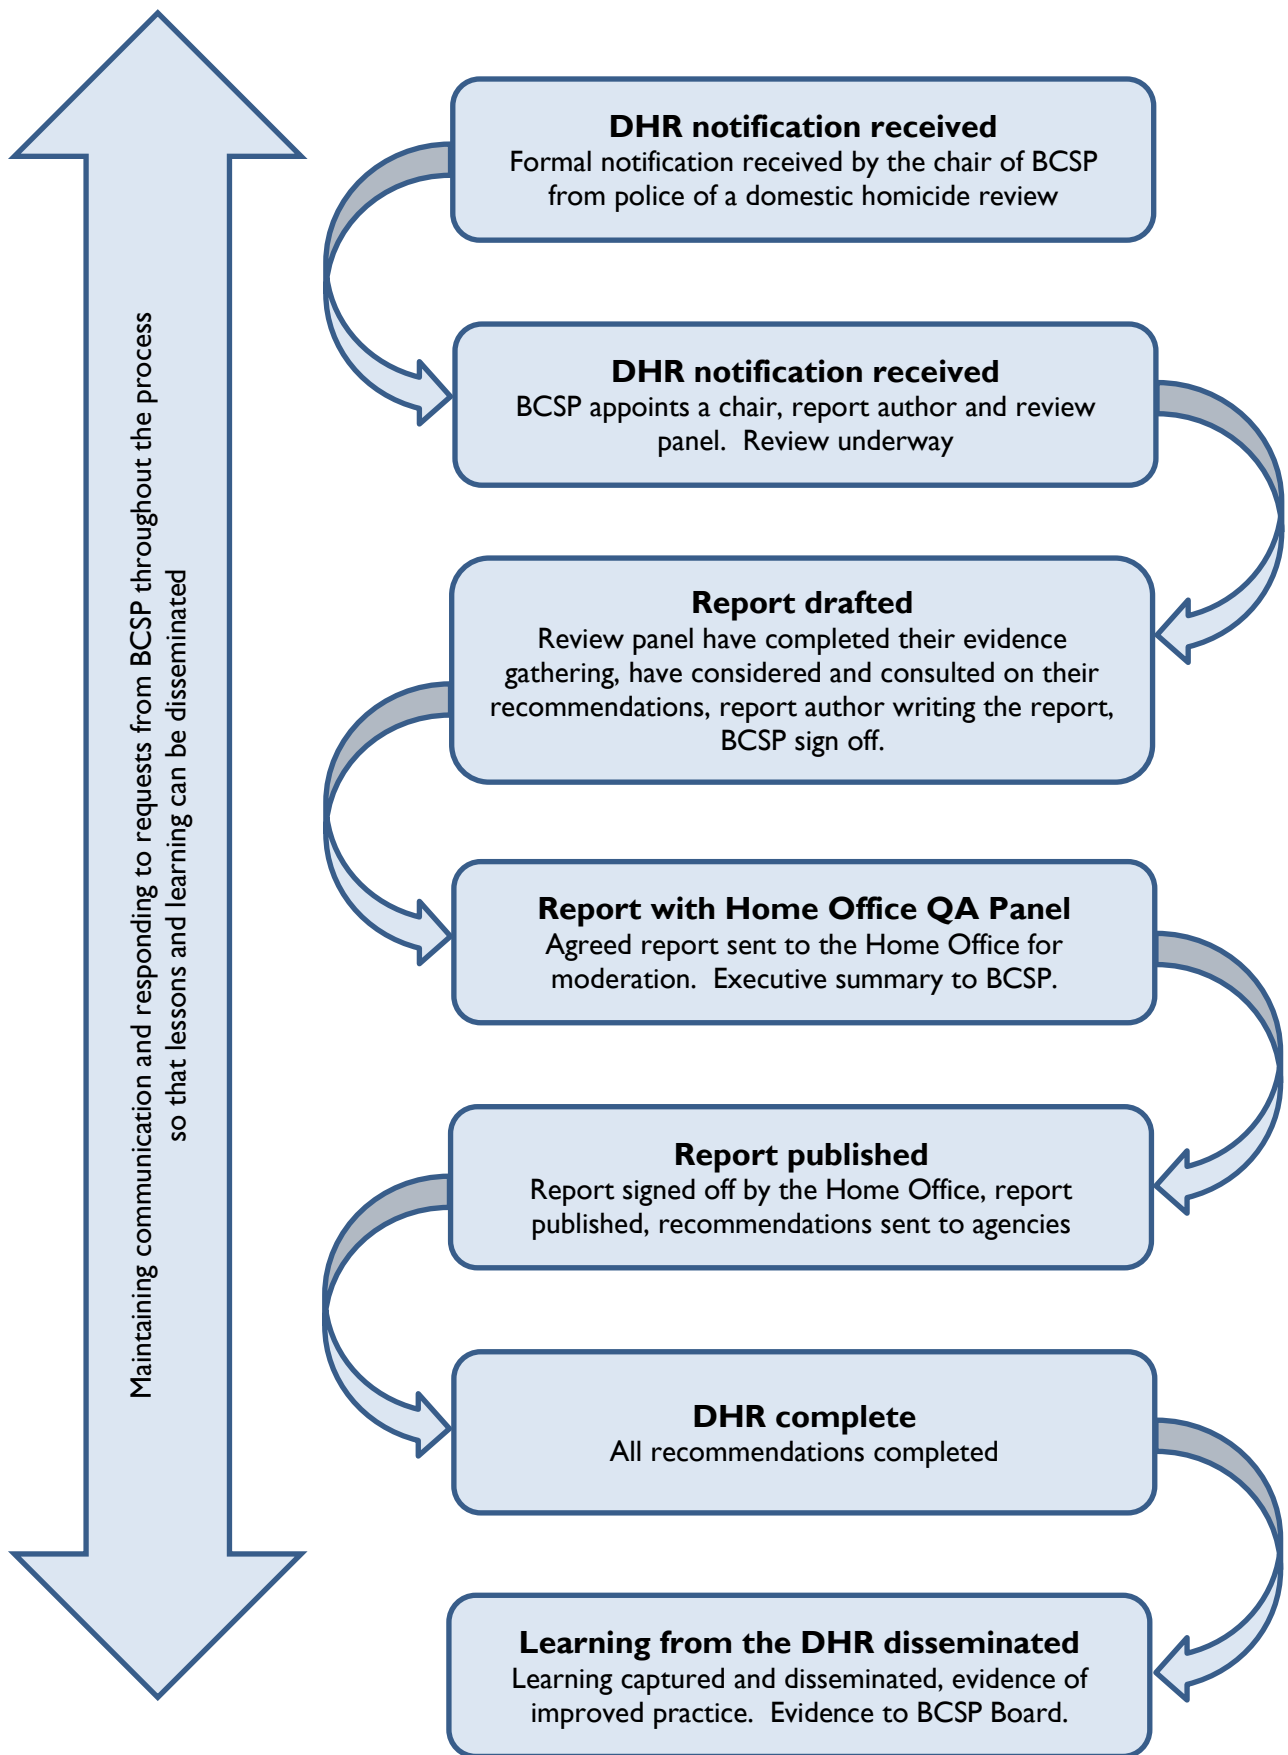 Maintaining communication and responding to requests from BCSP throughout the process
so that lessons and learning can be disseminated
DHR notification received
Formal notification received by the chair of BCSP
from police of a domestic homicide review
DHR notification received
BCSP appoints a chair, report author and review
panel.  Review underway
Report drafted
Review panel have completed their evidence
gathering, have considered and consulted on their
recommendations, report author writing the report,
BCSP sign off.
Report with Home Office QA Panel
Agreed report sent to the Home Office for
moderation.  Executive summary to BCSP.
Report published
Report signed off by the Home Office, report
published, recommendations sent to agencies
DHR complete
All recommendations completed
Learning from the DHR disseminated
Learning captured and disseminated, evidence of
improved practice.  Evidence to BCSP Board.